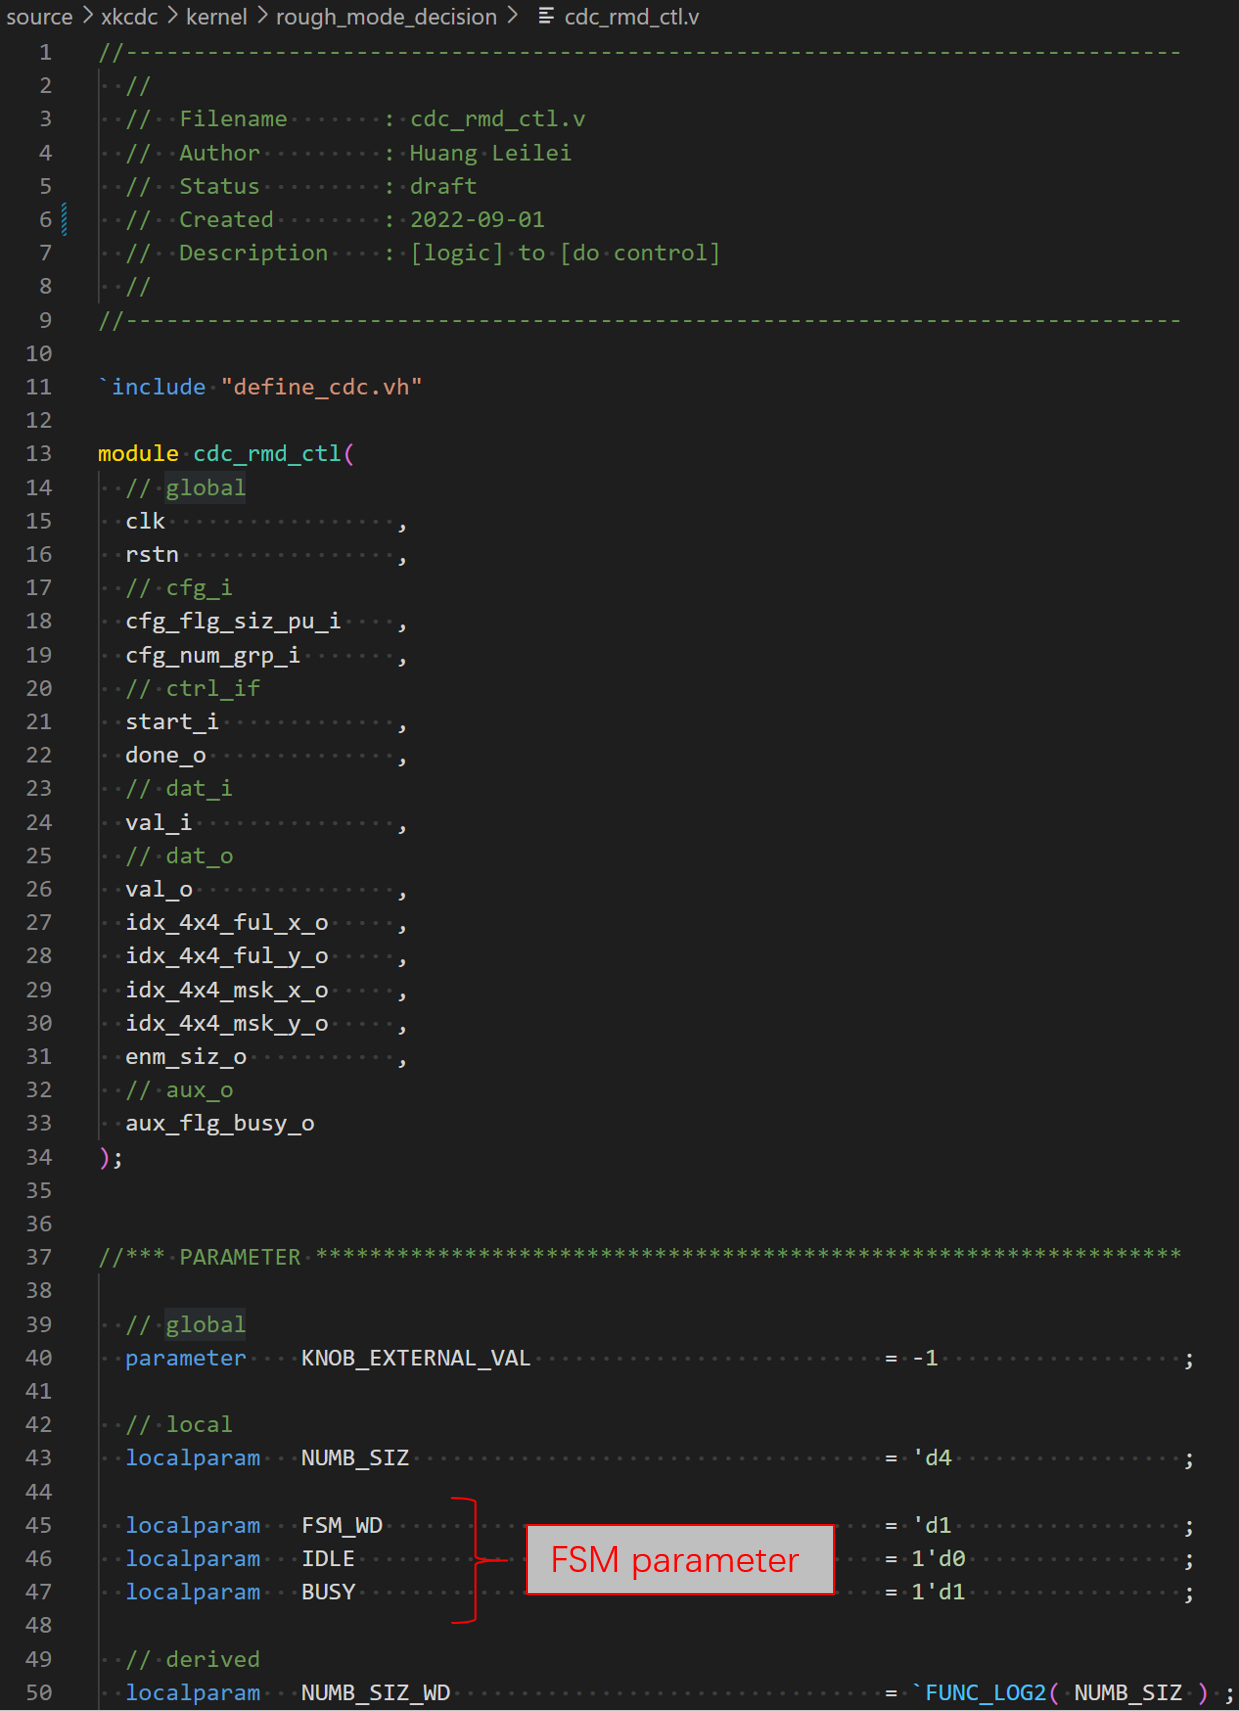 source > xkcdc > kernel > rough_mode_decision > cdc_rmd_ctl.v
1 //------------------------------------------------------------------------------
2 //
3 // Filename : cdc_rmd_ctl.v
4 // Author : Huang Leilei
5 // Status : draft
6 // Created : 2022-09-01
7 // Description : [logic] to [do control]
8 //
9 //------------------------------------------------------------------------------
10
11 `include "define_cdc.vh"
12
13 module cdc_rmd_ctl(
14 // global
15 clk ,
16 rstn ,
17 // cfg_i
18 cfg_flg_siz_pu_i ,
19 cfg_num_grp_i ,
20 // ctrl_if
21 start_i ,
22 done_o ,
23 // dat_i
24 val_i ,
25 // dat_o
26 val_o ,
27 idx_4x4_ful_x_o ,
28 idx_4x4_ful_y_o ,
29 idx_4x4_msk_x_o ,
30 idx_4x4_msk_y_o ,
31 enm_siz_o ,
32 // aux_o
33 aux_flg_busy_o
34 );
35
36
37 //*** PARAMETER ****************************************************************
38
39 // global
40 parameter KNOB_EXTERNAL_VAL = -1 ;
41
42 // local
43 localparam NUMB_SIZ = 'd4 ;
44
45 localparam FSM_WD = 'd1 ;
46 localparam IDLE = 1'd0 ;
FSM parameter
47 localparam BUSY = 1'd1 ;
48
49 // derived
50 localparam NUMB_SIZ_WD = `FUNC_LOG2( NUMB_SIZ ) ;